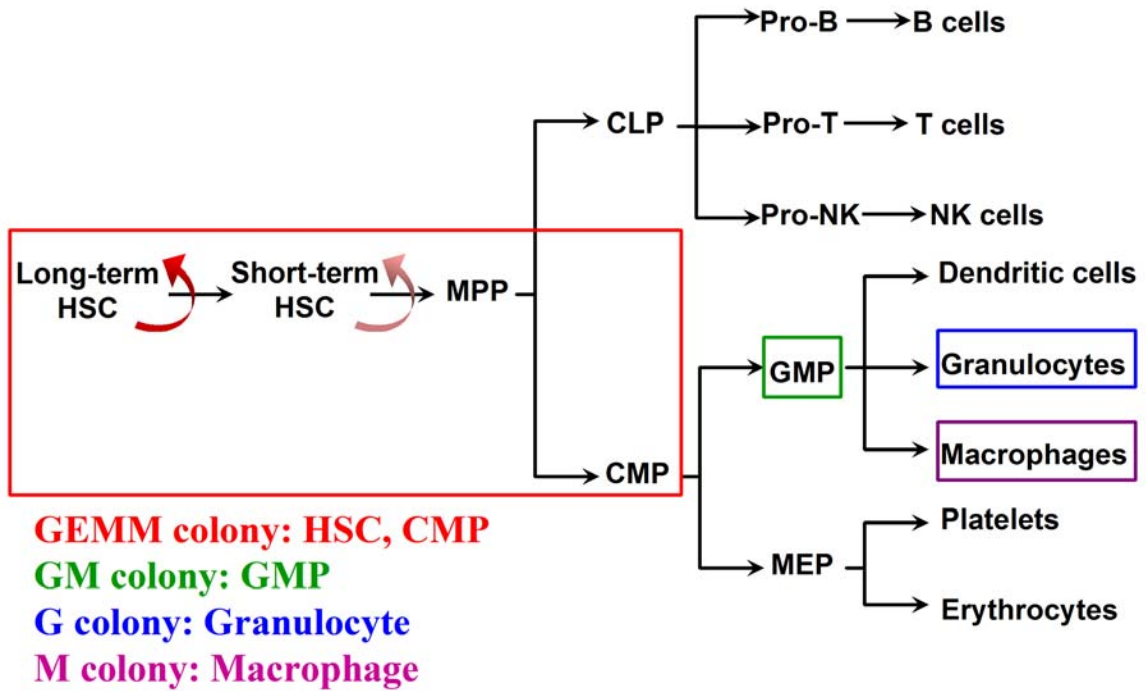 Pro-B
B cells
CLP
Pro-T
T cells
Pro-NK
NK cells
Long-term
HSC
Short-term
HSC
MPP
Dendritic cells
GMP
Granulocytes
Macrophages
CMP
Platelets
MEP
Erythrocytes
GEMM colony: HSC, CMP
GM colony: GMP
G colony: Granulocyte
M colony: Macrophage